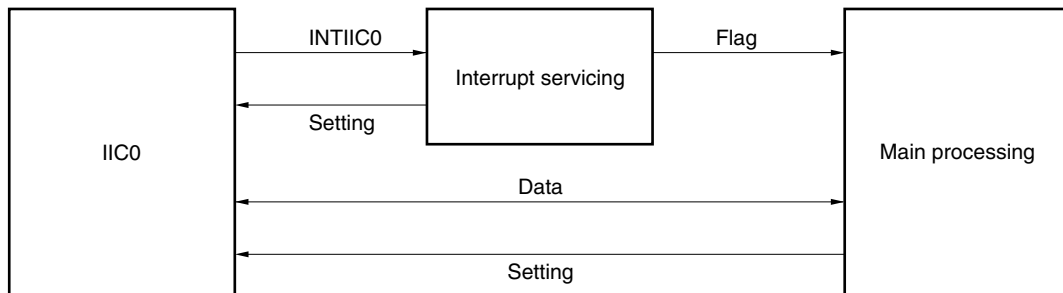 INTIIC0
Flag
Interrupt servicing
Setting
IIC0
Main processing
Data
Setting